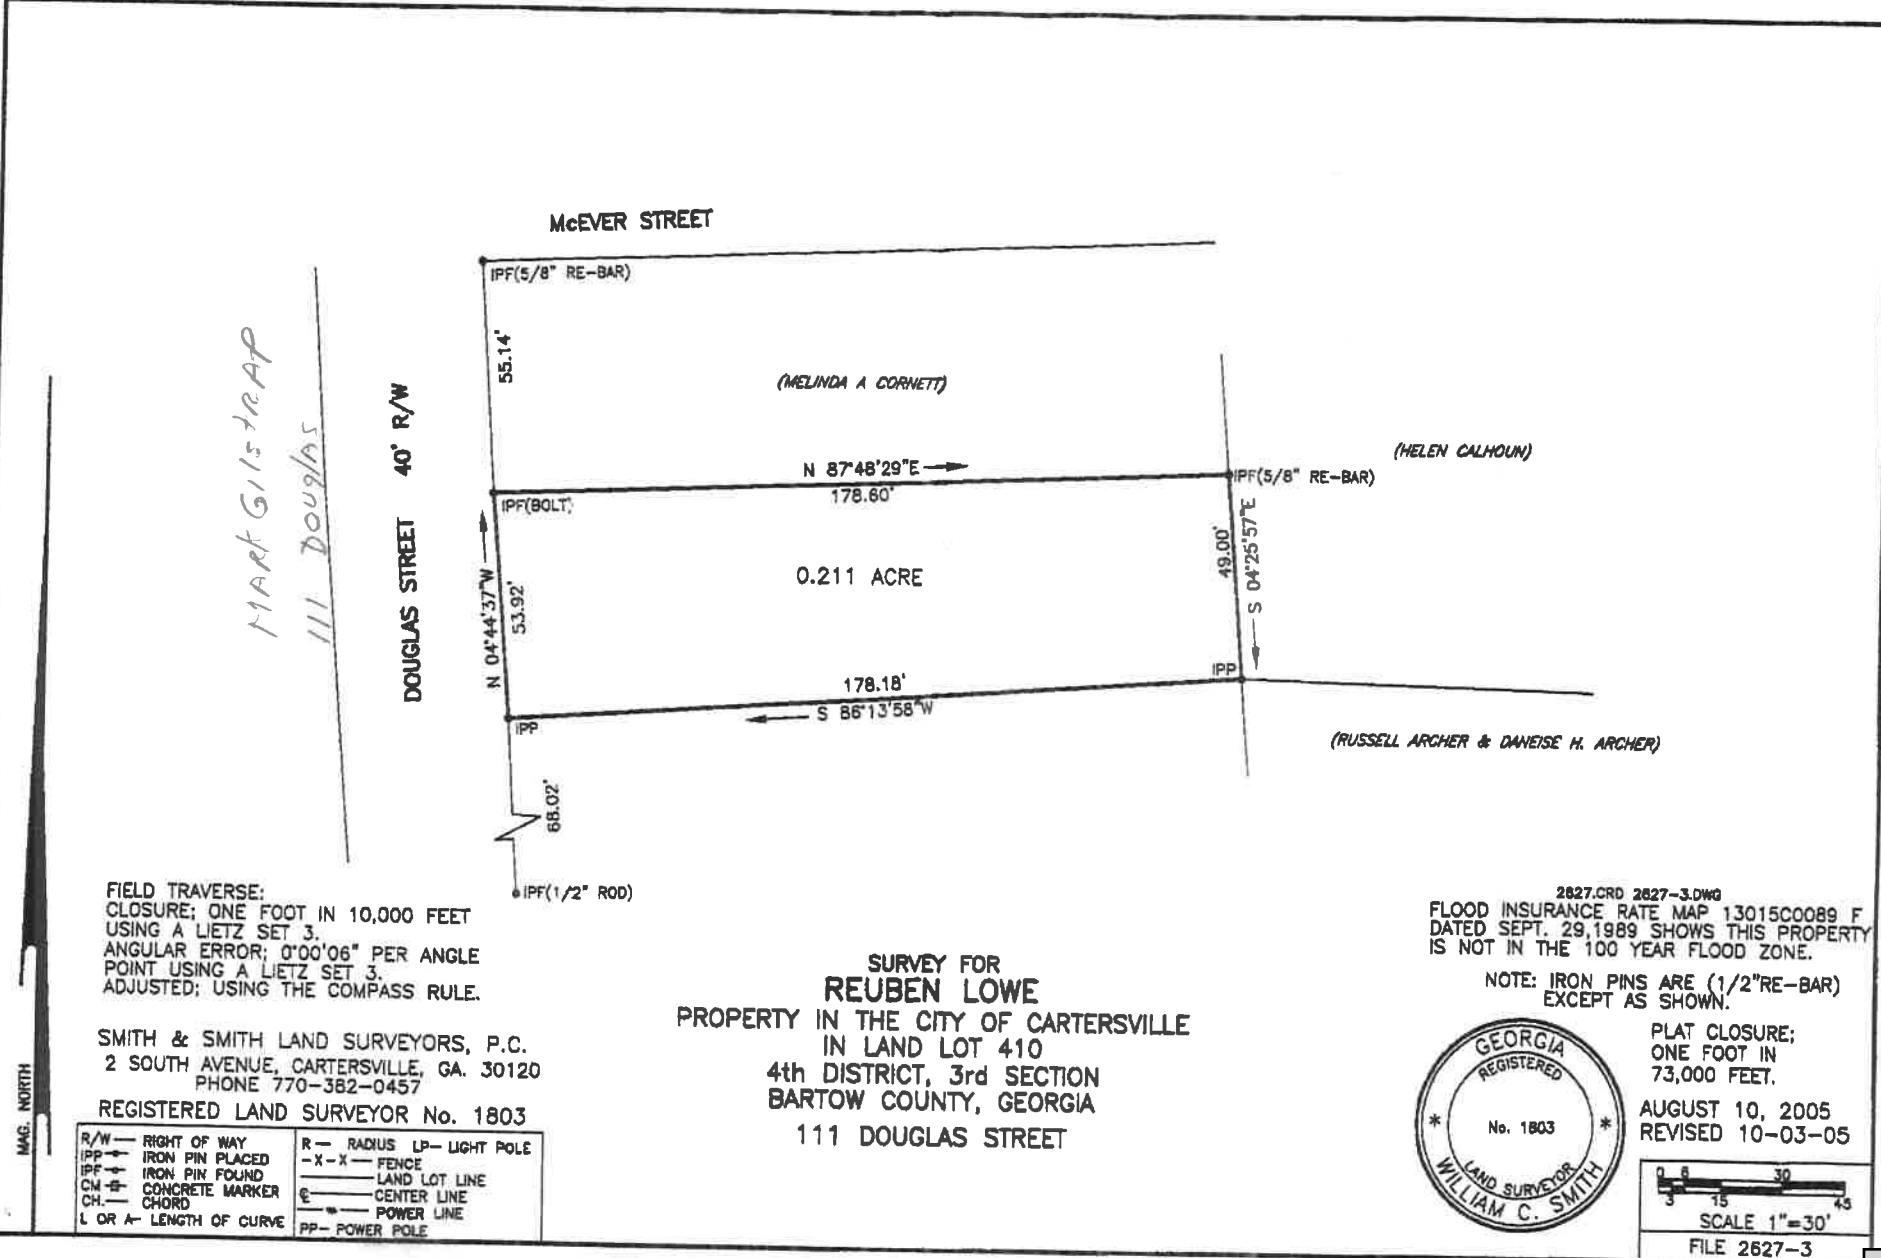 McEVER STREET
IPF(5/8" RE-BAR)
55.14'
(MELINDA A CORNETT)
MARK GilstRAP
111 Douglas
DOUGLAS STREET 40' R/W
(HELEN CALHOUN)
N 87°48'29"E
178.60'
IPF(5/8" RE-BAR)
IPF(BOLT)
N 04°44'37"W
53.92'
0.211 ACRE
49.00'
S 04°25'57"E
IPP
178.18'
S 86°13'58"W
IPP
(RUSSELL ARCHER & DANEISE H. ARCHER)
68.02'
IPF(1/2" ROD)
FIELD TRAVERSE:
CLOSURE; ONE FOOT IN 10,000 FEET
USING A LIETZ SET 3.
ANGULAR ERROR; 0°00'06" PER ANGLE
POINT USING A LIETZ SET 3.
ADJUSTED; USING THE COMPASS RULE.
SMITH & SMITH LAND SURVEYORS, P.C.
2 SOUTH AVENUE, CARTERSVILLE, GA. 30120
PHONE 770-382-0457
REGISTERED LAND SURVEYOR No. 1803
MAG. NORTH
R/W RIGHT OF WAY
IPP IRON PIN PLACED
IPF IRON PIN FOUND
CM CONCRETE MARKER
CH. CHORD
L OR A- LENGTH OF CURVE
R- RADIUS LP- LIGHT POLE
-X-X- FENCE
LAND LOT LINE
CENTER LINE
POWER LINE
PP- POWER POLE
SURVEY FOR
REUBEN LOWE
PROPERTY IN THE CITY OF CARTERSVILLE
IN LAND LOT 410
4th DISTRICT, 3rd SECTION
BARTOW COUNTY, GEORGIA
111 DOUGLAS STREET
2627.CRD 2627-3.DWG
FLOOD INSURANCE RATE MAP 13015C0089 F
DATED SEPT. 29,1989 SHOWS THIS PROPERTY
IS NOT IN THE 100 YEAR FLOOD ZONE.
NOTE: IRON PINS ARE (1/2"RE-BAR)
EXCEPT AS SHOWN.
GEORGIA
REGISTERED
No. 1803
LAND SURVEYOR
WILLIAM C. SMITH
PLAT CLOSURE;
ONE FOOT IN
73,000 FEET.
AUGUST 10, 2005
REVISED 10-03-05
0 6 30
3 15 45
SCALE 1"=30'
FILE 2627-3